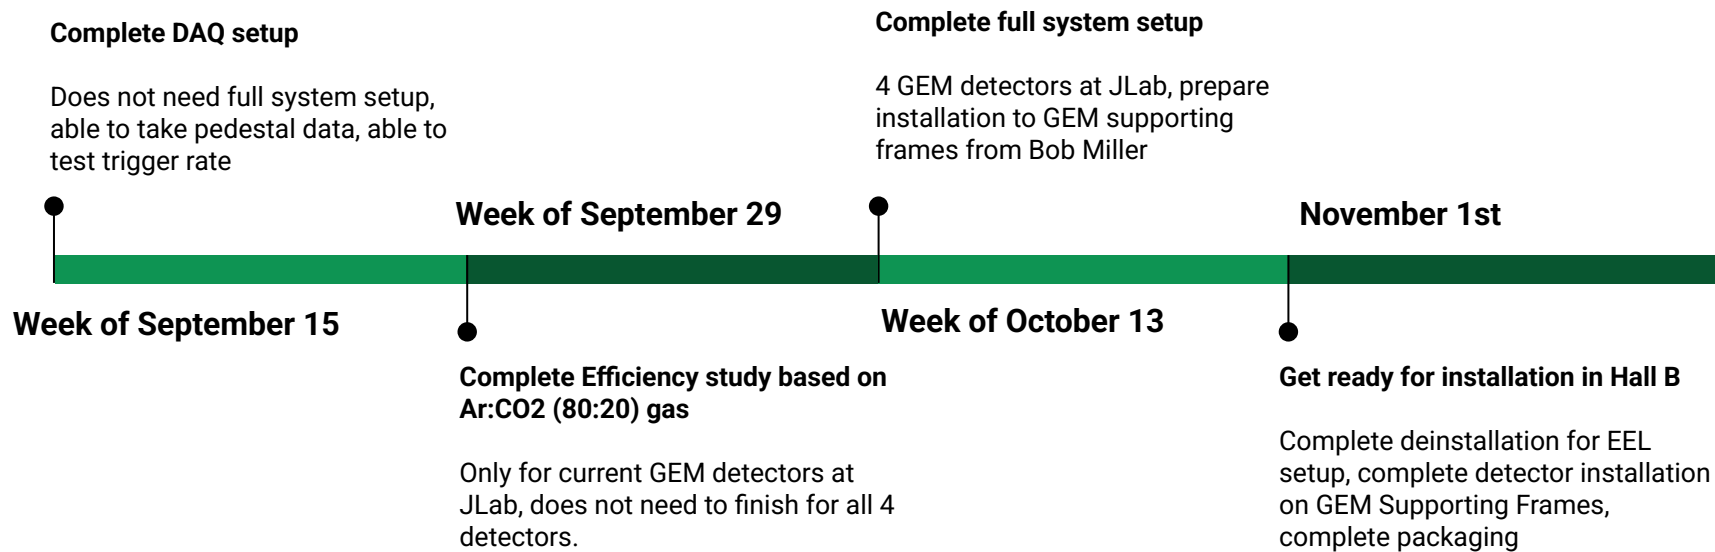 Complete DAQ setup
Does not need full system setup,
able to take pedestal data, able to
test trigger rate
Week of September 15
Week of September 29
Complete Efficiency study based on
Ar:CO2 (80:20) gas
Only for current GEM detectors at
JLab, does not need to finish for all 4
detectors.
Complete full system setup
4 GEM detectors at JLab, prepare
installation to GEM supporting
frames from Bob Miller
Week of October 13
November 1st
Get ready for installation in Hall B
Complete deinstallation for EEL
setup, complete detector installation
on GEM Supporting Frames,
complete packaging